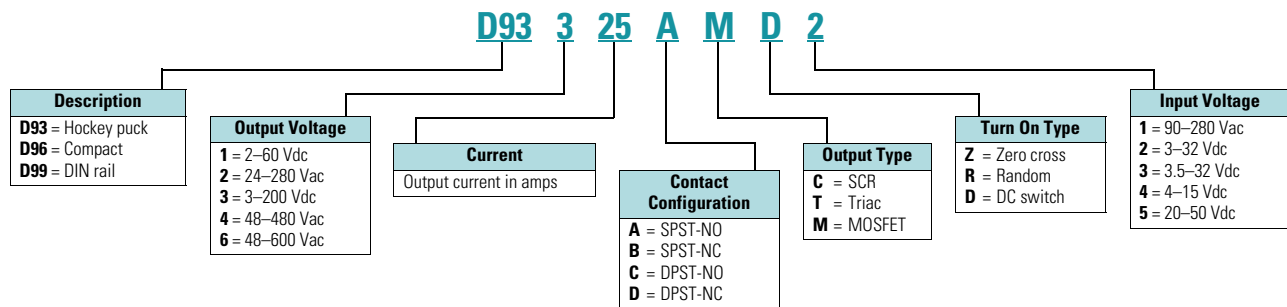 D93 3 25 A M D 2
Description
D93 = Hockey puck
D96 = Compact
D99 = DIN rail
Output Voltage
1 = 2–60 Vdc
2 = 24–280 Vac
3 = 3–200 Vdc
4 = 48–480 Vac
6 = 48–600 Vac
Current
Output current in amps
Contact
Configuration
A = SPST-NO
B = SPST-NC
C = DPST-NO
D = DPST-NC
Output Type
C = SCR
T = Triac
M = MOSFET
Turn On Type
Z = Zero cross
R = Random
D = DC switch
Input Voltage
1 = 90–280 Vac
2 = 3–32 Vdc
3 = 3.5–32 Vdc
4 = 4–15 Vdc
5 = 20–50 Vdc